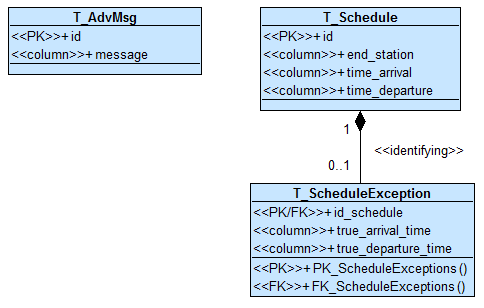 T_AdvMsg
<<PK>>+ id
<<column>>+ message
T_Schedule
<<PK>>+ id
<<column>>+ end_station
<<column>>+ time_arrival
<<column>>+ time_departure
1
<<identifying>>
0..1
T_ScheduleException
<<PK/FK>>+ id_schedule
<<column>>+ true_arrival_time
<<column>>+ true_departure_time
<<PK>>+ PK_ScheduleExceptions ()
<<FK>>+ FK_ScheduleExceptions ()